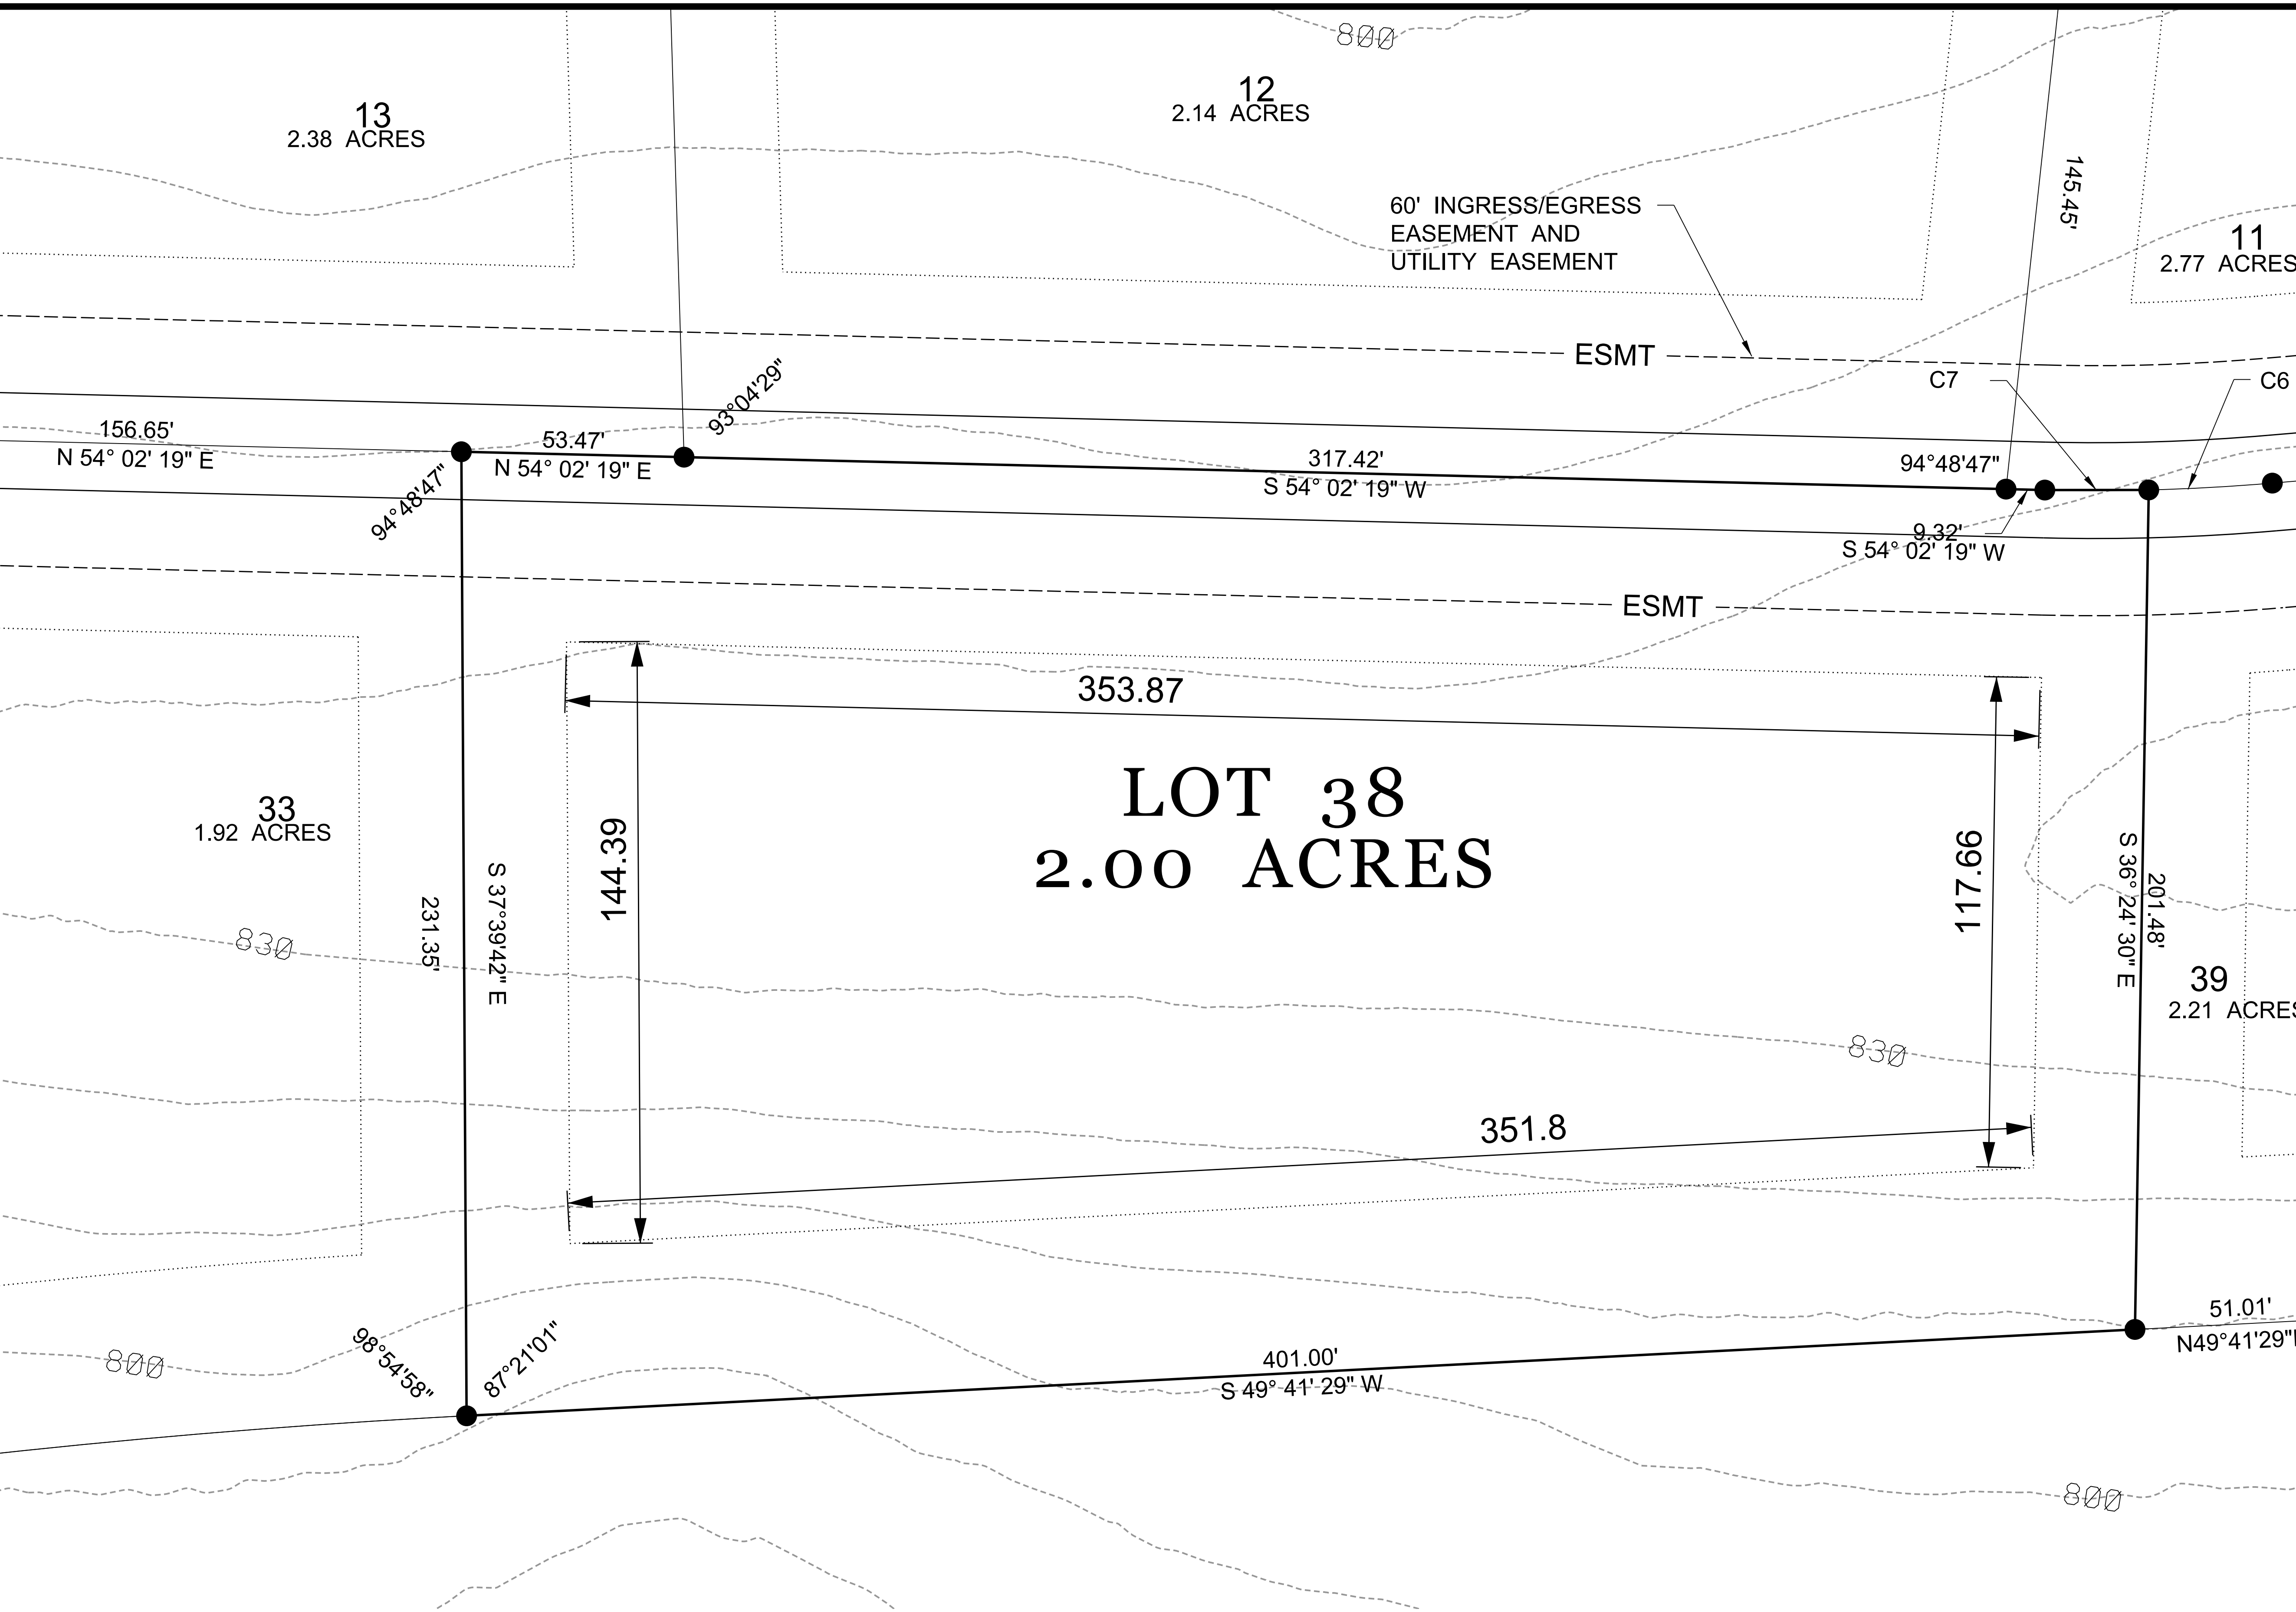 800
12
2.14 ACRES
13
2.38 ACRES
145.45'
60' INGRESS/EGRESS
EASEMENT AND
UTILITY EASEMENT
11
2.77 ACRES
ESMT
C7
C6
93°04'29"
156.65'
N 54° 02' 19" E
53.47'
N 54° 02' 19" E
317.42'
S 54° 02' 19" W
94°48'47"
94°48'47"
9.32'
S 54° 02' 19" W
ESMT
353.87
LOT 38
2.00 ACRES
33
1.92 ACRES
144.39
117.66
231.35'
S 37°39'42" E
S 36° 24' 30" E
201.48'
830
39
2.21 ACRES
830
351.8
98°54'58"
87°21'01"
800
401.00'
S 49° 41' 29" W
51.01'
N49°41'29"
800